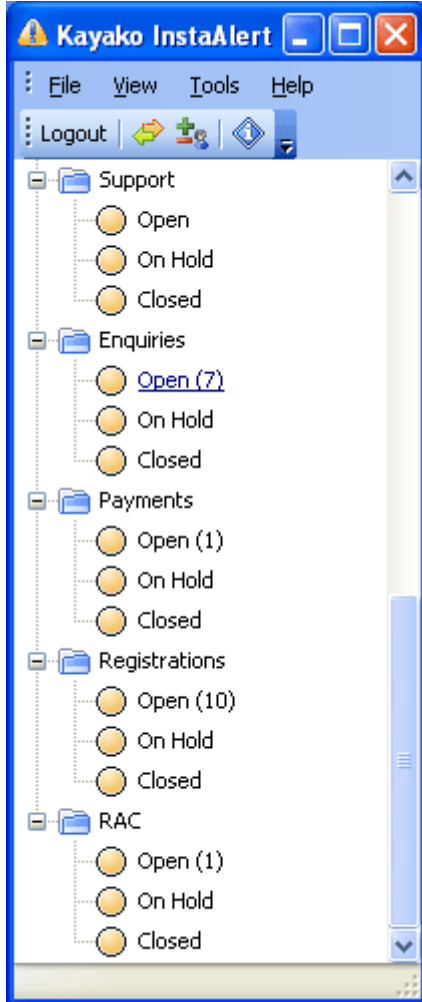 Kayako InstaAlert
File View Tools Help
Logout
Support
Open
On Hold
Closed
Enquiries
Open (7)
On Hold
Closed
Payments
Open (1)
On Hold
Closed
Registrations
Open (10)
On Hold
Closed
RAC
Open (1)
On Hold
Closed